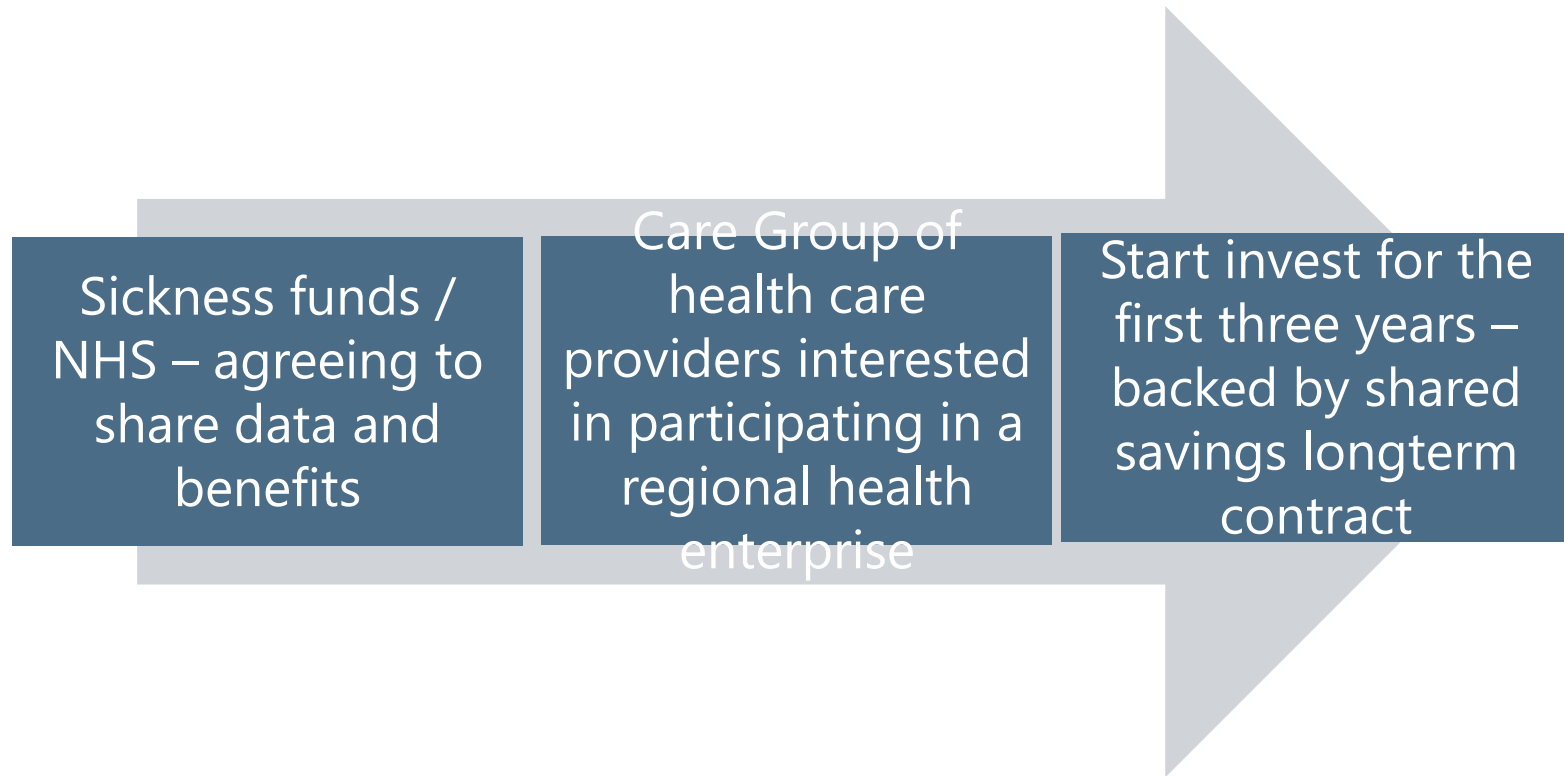 Sickness funds /
NHS – agreeing to
share data and
benefits
Care Group of
health care
providers interested
in participating in a
regional health
enterprise
Start invest for the
first three years –
backed by shared
savings longterm
contract